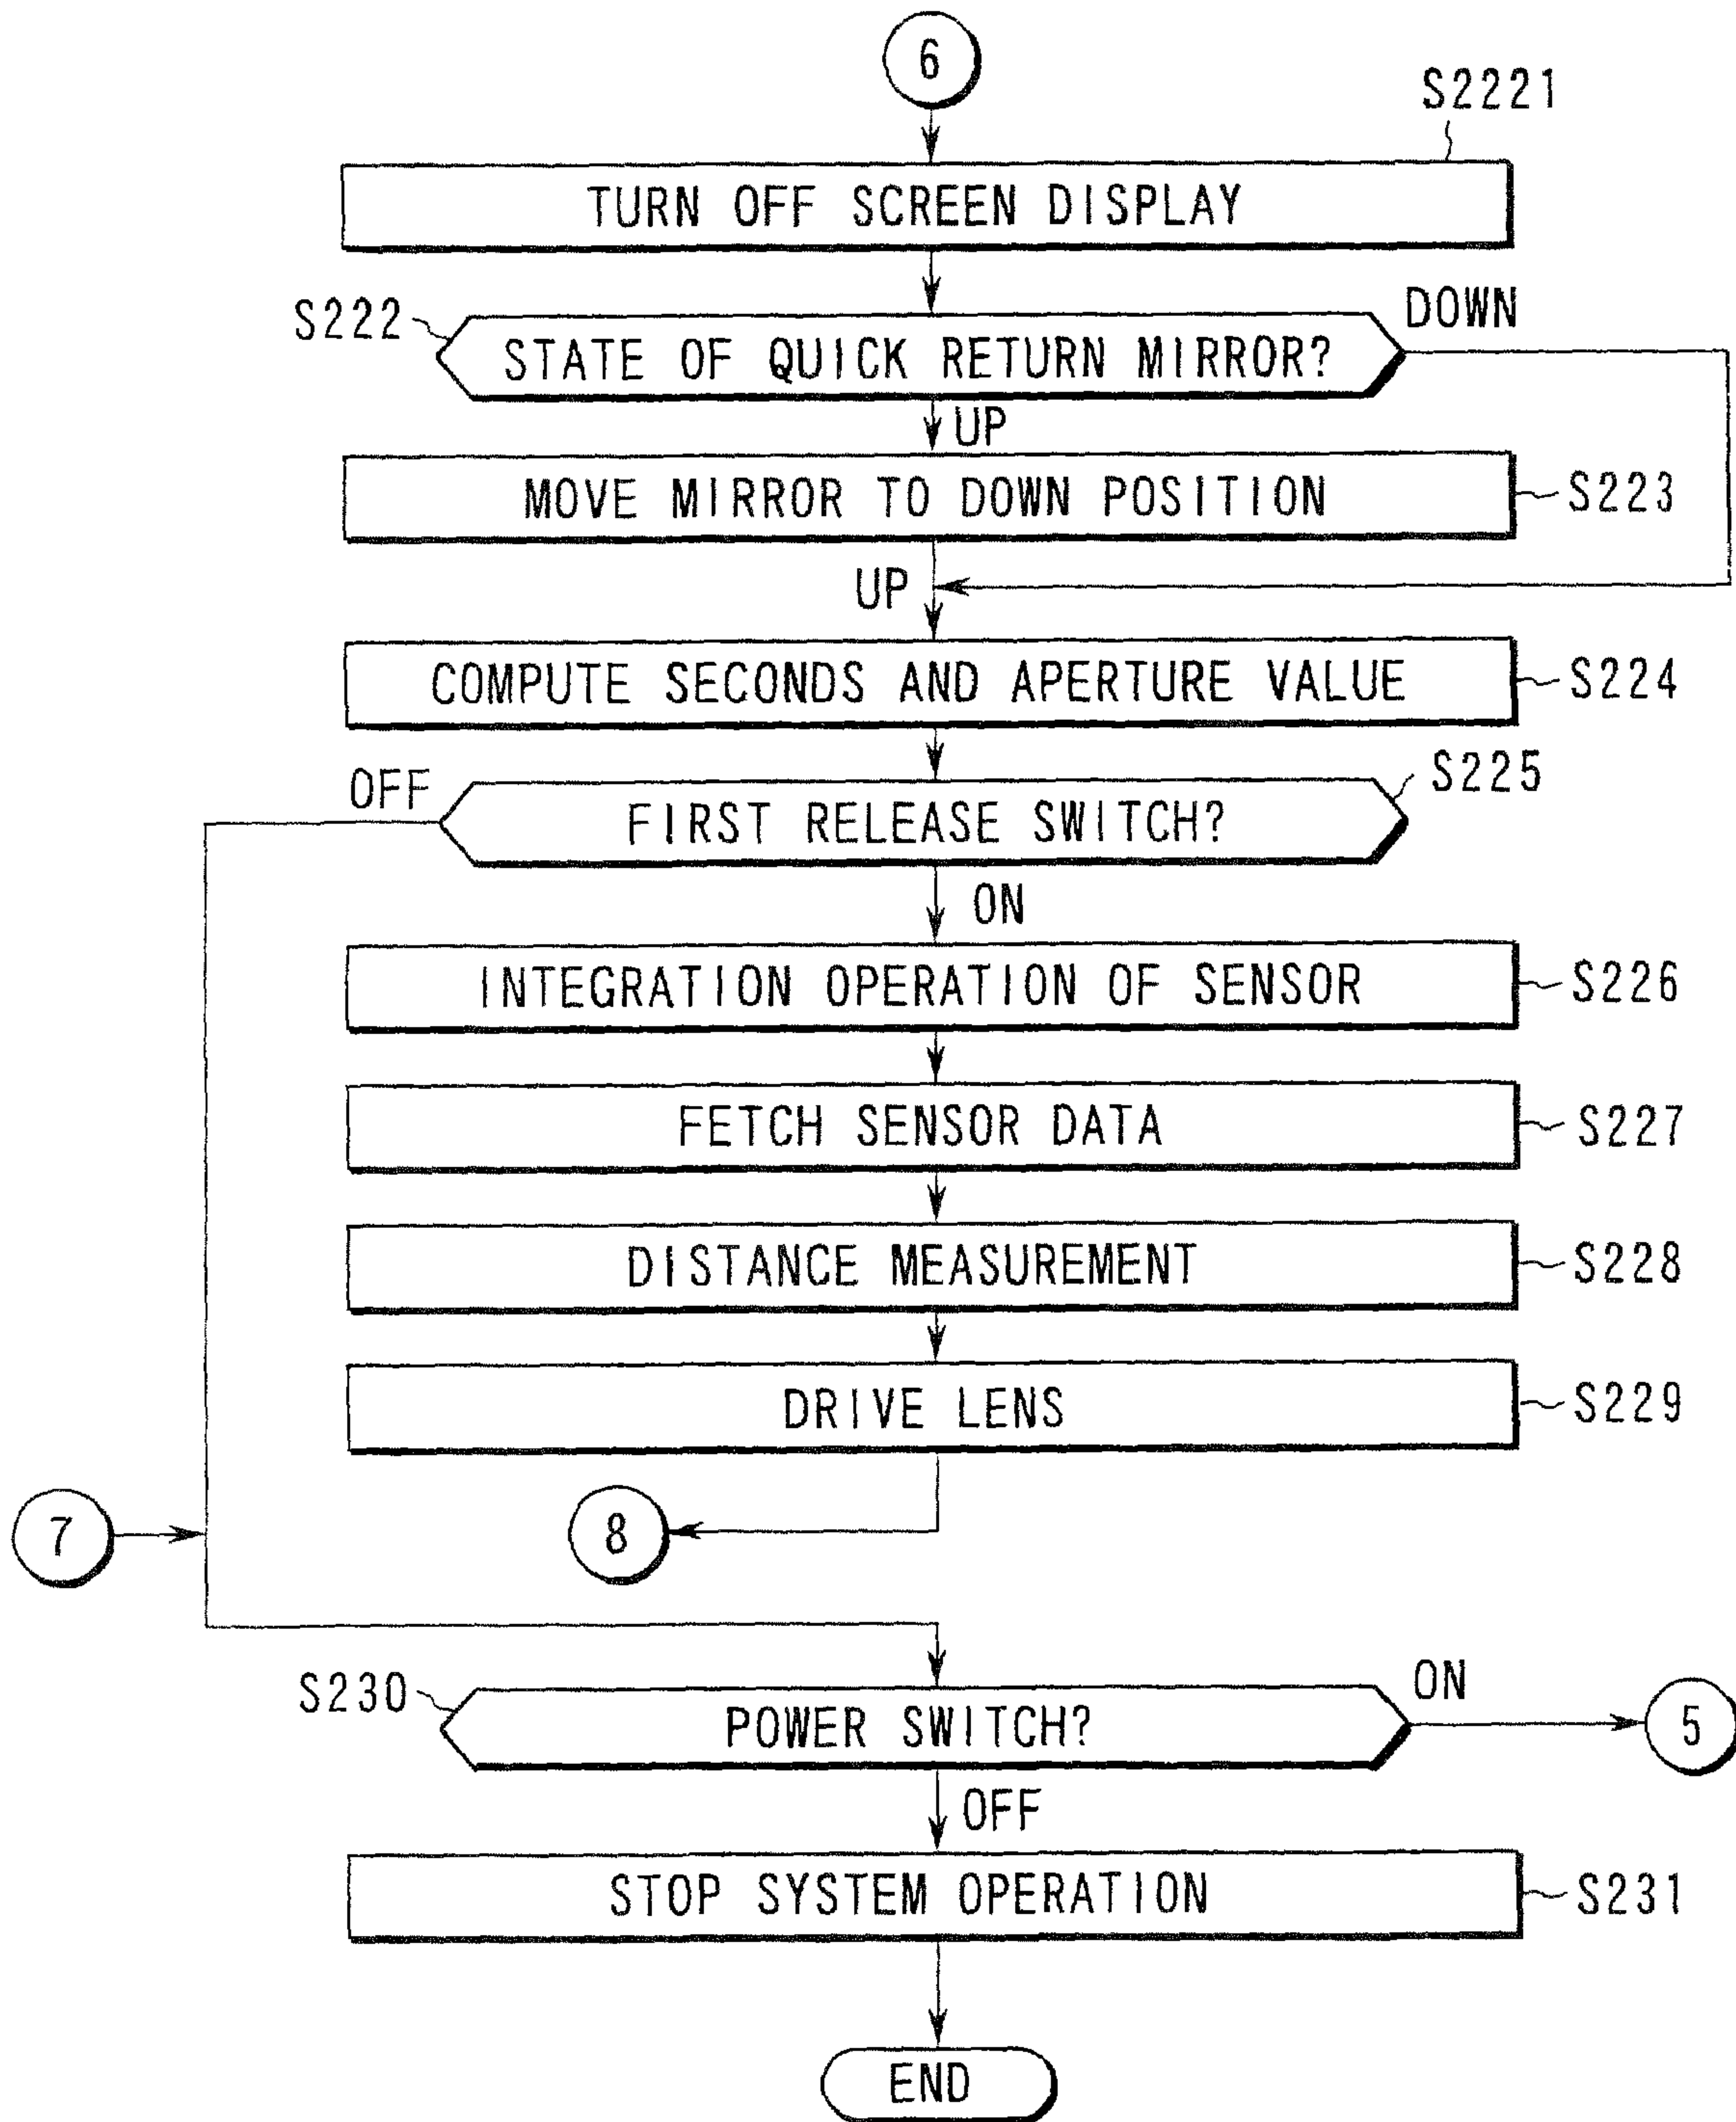 6
S2221
TURN OFF SCREEN DISPLAY
S222
DOWN
STATE OF QUICK RETURN MIRROR?
UP
MOVE MIRROR TO DOWN POSITION
S223
UP
COMPUTE SECONDS AND APERTURE VALUE
S224
OFF
S225
FIRST RELEASE SWITCH?
ON
INTEGRATION OPERATION OF SENSOR
S226
FETCH SENSOR DATA
S227
DISTANCE MEASUREMENT
S228
DRIVE LENS
S229
7
8
S230
ON
POWER SWITCH?
5
OFF
STOP SYSTEM OPERATION
S231
END